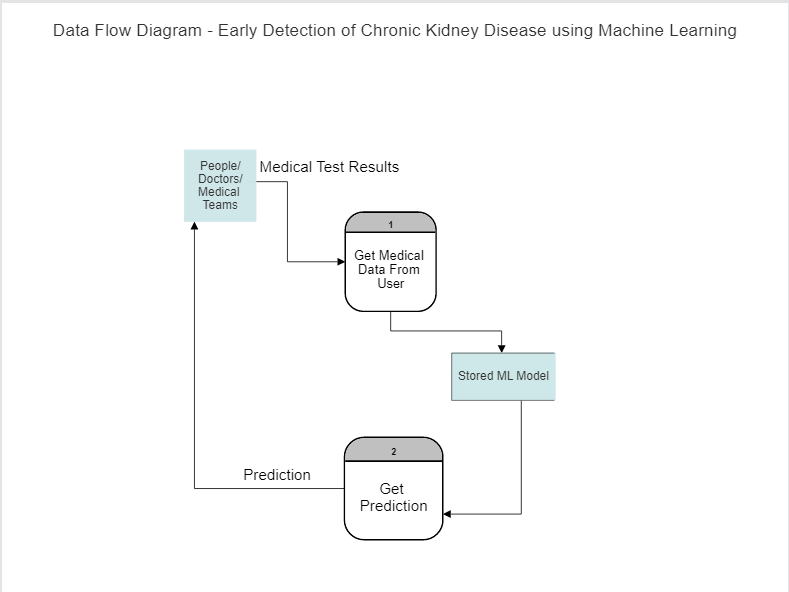 Data Flow Diagram - Early Detection of Chronic Kidney Disease using Machine Learning
People/
Doctors/
Medical
Teams
Medical Test Results
1
Get Medical
Data From
User
Stored ML Model
2
Get
Prediction
Prediction